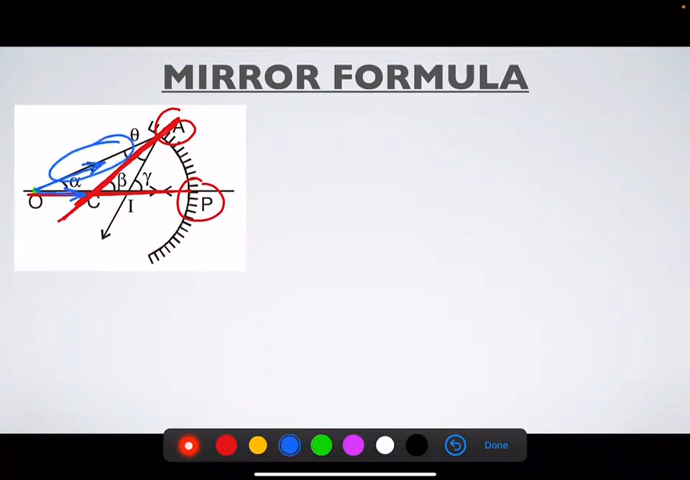 MIRROR FORMULA
A
θ
α β γ
O C I P
Done